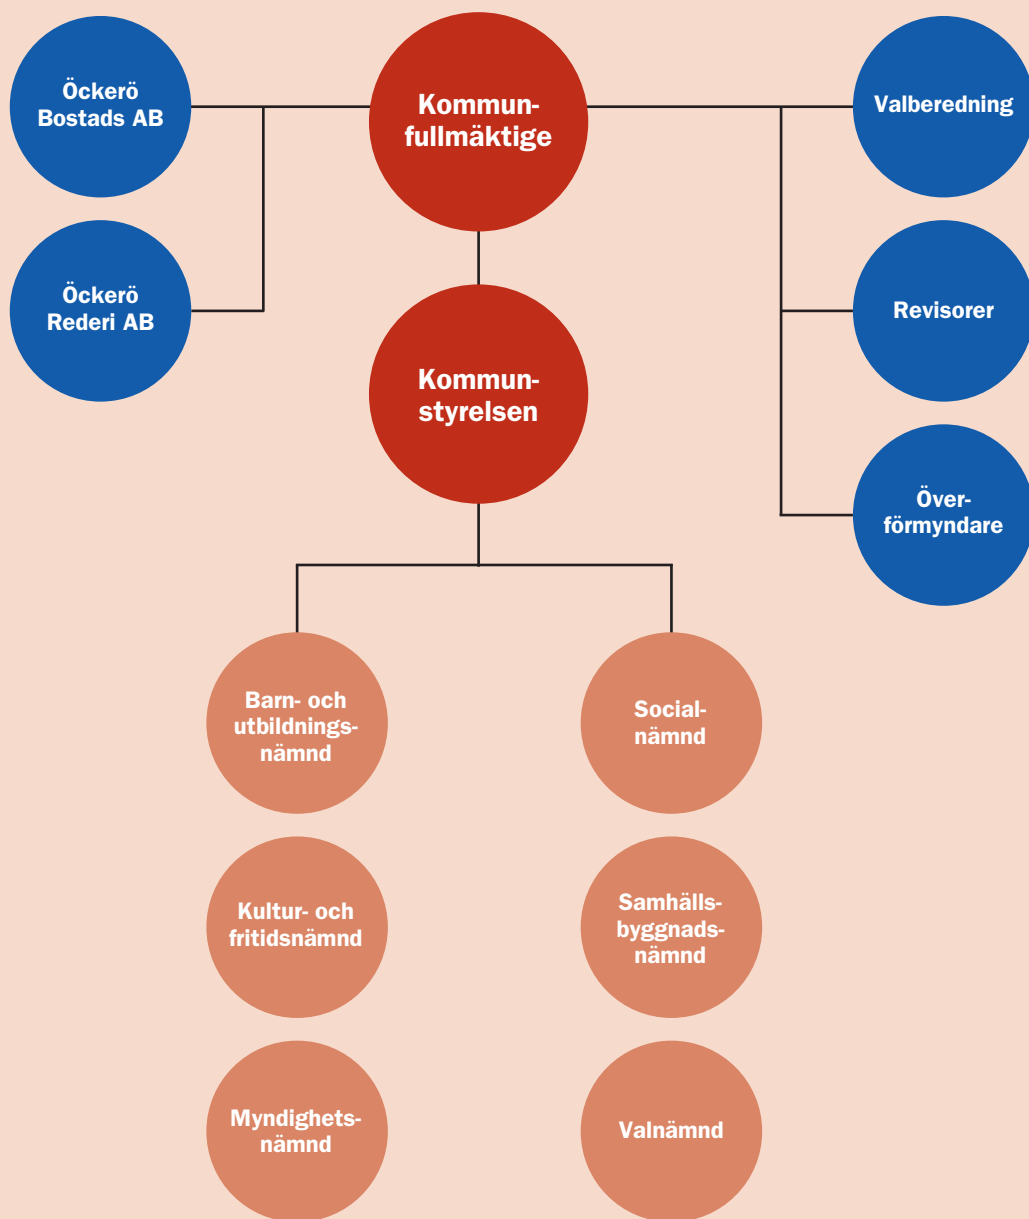 Öckerö
Bostads AB
Kommun-
fullmäktige
Valberedning
Öckerö
Rederi AB
Revisorer
Kommun-
styrelsen
Över-
förmyndare
Barn- och
utbildnings-
nämnd
Social-
nämnd
Kultur- och
fritidsnämnd
Samhälls-
byggnads-
nämnd
Myndighets-
nämnd
Valnämnd